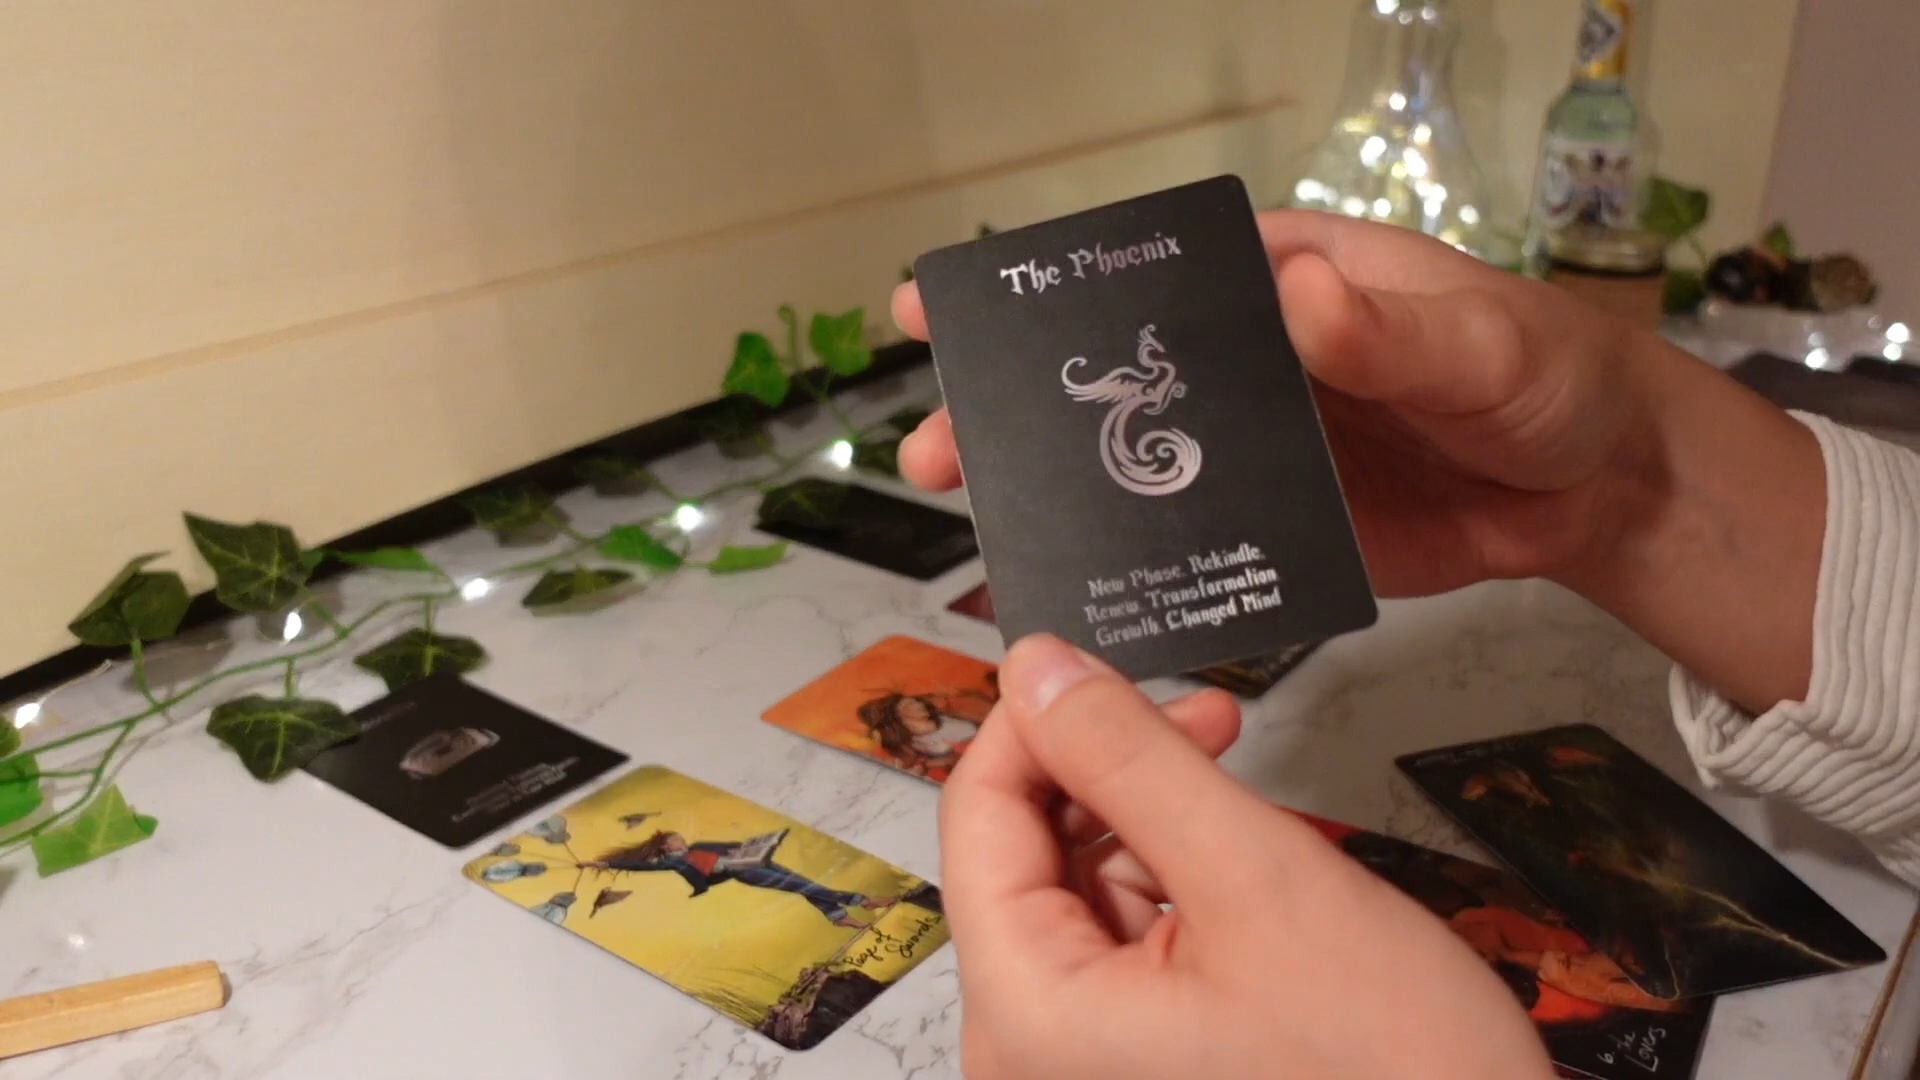 The Phoenix
New Phase. Rekindle.
Renew. Transformation
Growth. Changed Mind
Page of
Swords
6. The
Lovers